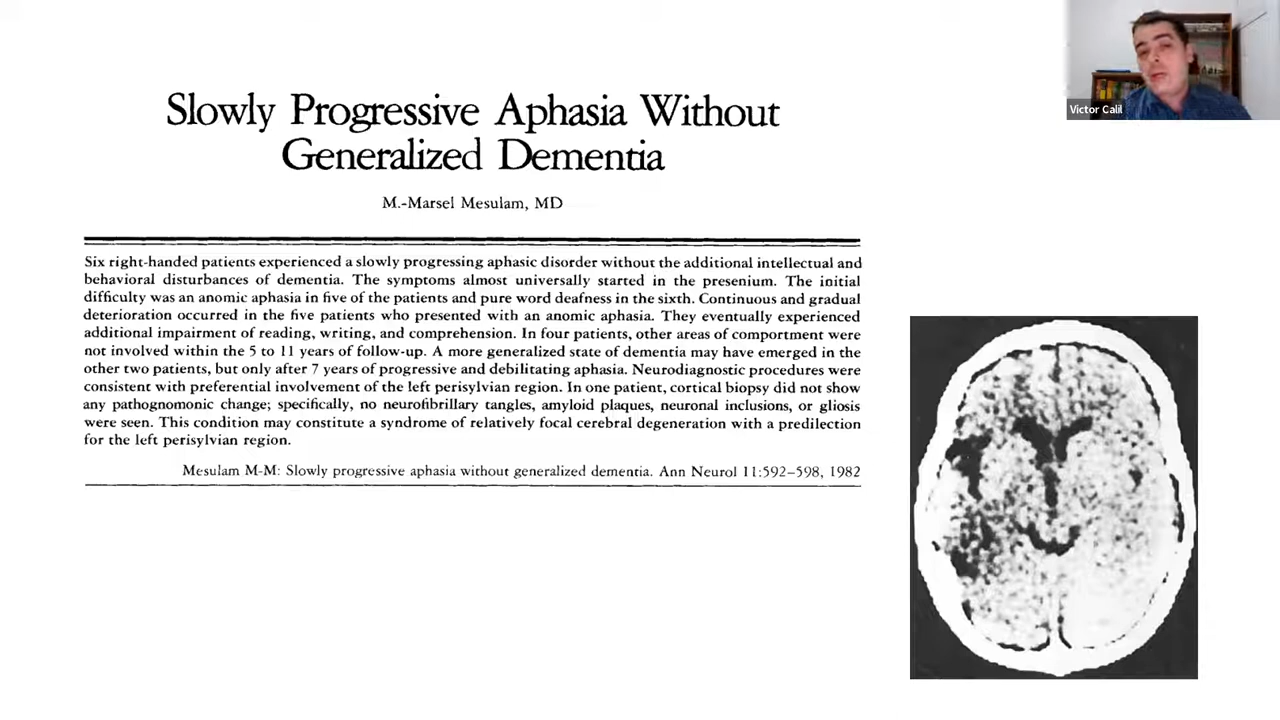 Victor Calil
Slowly Progressive Aphasia Without
Generalized Dementia
M.-Marsel Mesulam, MD
Six right-handed patients experienced a slowly progressing aphasic disorder without the additional intellectual and
behavioral disturbances of dementia. The symptoms almost universally started in the presenium. The initial
difficulty was an anomic aphasia in five of the patients and pure word deafness in the sixth. Continuous and gradual
deterioration occurred in the five patients who presented with an anomic aphasia. They eventually experienced
additional impairment of reading, writing, and comprehension. In four patients, other areas of comportment were
not involved within the 5 to 11 years of follow-up. A more generalized state of dementia may have emerged in the
other two patients, but only after 7 years of progressive and debilitating aphasia. Neurodiagnostic procedures were
consistent with preferential involvement of the left perisylvian region. In one patient, cortical biopsy did not show
any pathognomonic change; specifically, no neurofibrillary tangles, amyloid plaques, neuronal inclusions, or gliosis
were seen. This condition may constitute a syndrome of relatively focal cerebral degeneration with a predilection
for the left perisylvian region.
Mesulam M-M: Slowly progressive aphasia without generalized dementia. Ann Neurol 11:592–598, 1982